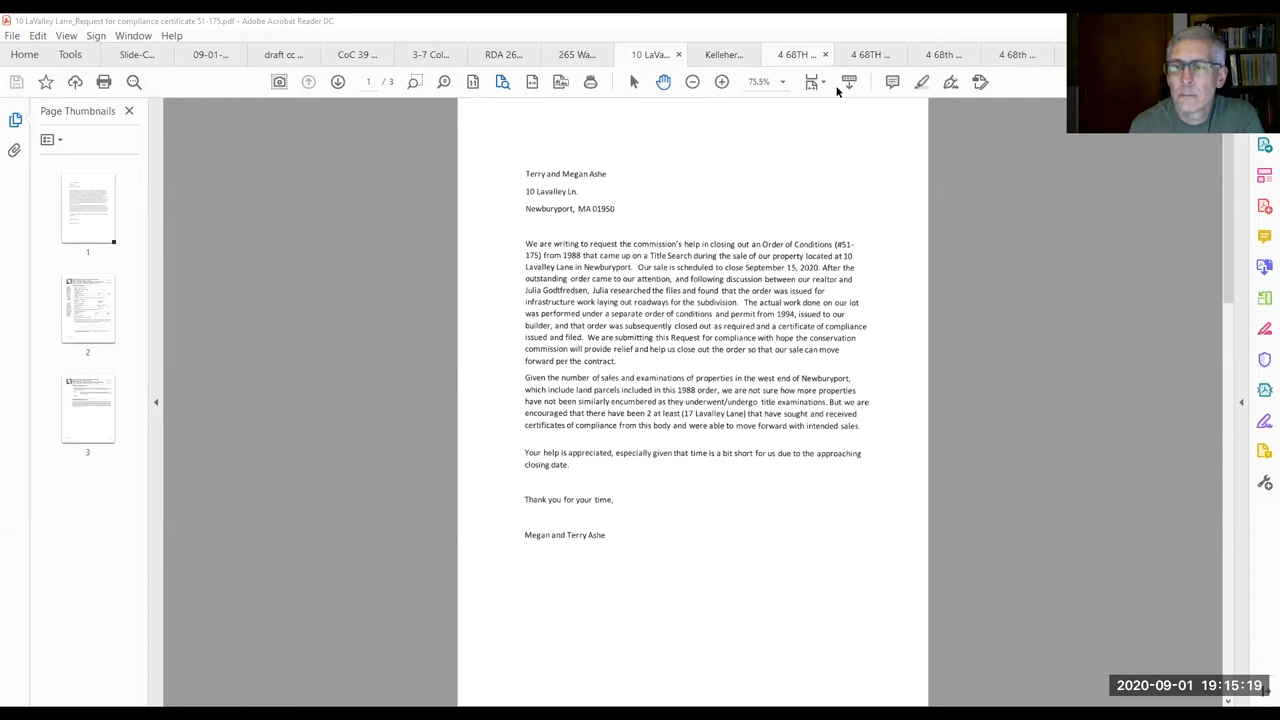 10 LaValley Lane_Request for compliance certificate 51-175.pdf - Adobe Acrobat Reader DC
File Edit View Sign Window Help
Home Tools Slide-C... 09-01-... draft cc ... CoC 39 ... 3-7 Col... RDA 26... 265 Wa... 10 LaVa... × Kelleher... 4 68TH ... × 4 68TH ... 4 68th ... 4 68th ...
1 / 3 75.5%
Page Thumbnails ×
1
2
3
Terry and Megan Ashe
10 Lavalley Ln.
Newburyport, MA 01950
We are writing to request the commission's help in closing out an Order of Conditions (#51-
175) from 1988 that came up on a Title Search during the sale of our property located at 10
Lavalley Lane in Newburyport. Our sale is scheduled to close September 15, 2020. After the
outstanding order came to our attention, and following discussion between our realtor and
Julia Godtfredsen, Julia researched the files and found that the order was issued for
infrastructure work laying out roadways for the subdivision. The actual work done on our lot
was performed under a separate order of conditions and permit from 1994, issued to our
builder, and that order was subsequently closed out as required and a certificate of compliance
issued and filed. We are submitting this Request for compliance with hope the conservation
commission will provide relief and help us close out the order so that our sale can move
forward per the contract.
Given the number of sales and examinations of properties in the west end of Newburyport,
which include land parcels included in this 1988 order, we are not sure how more properties
have not been similarly encumbered as they underwent/undergo title examinations. But we are
encouraged that there have been 2 at least (17 Lavalley Lane) that have sought and received
certificates of compliance from this body and were able to move forward with intended sales.
Your help is appreciated, especially given that time is a bit short for us due to the approaching
closing date.
Thank you for your time,
Megan and Terry Ashe
2020-09-01 19:15:19